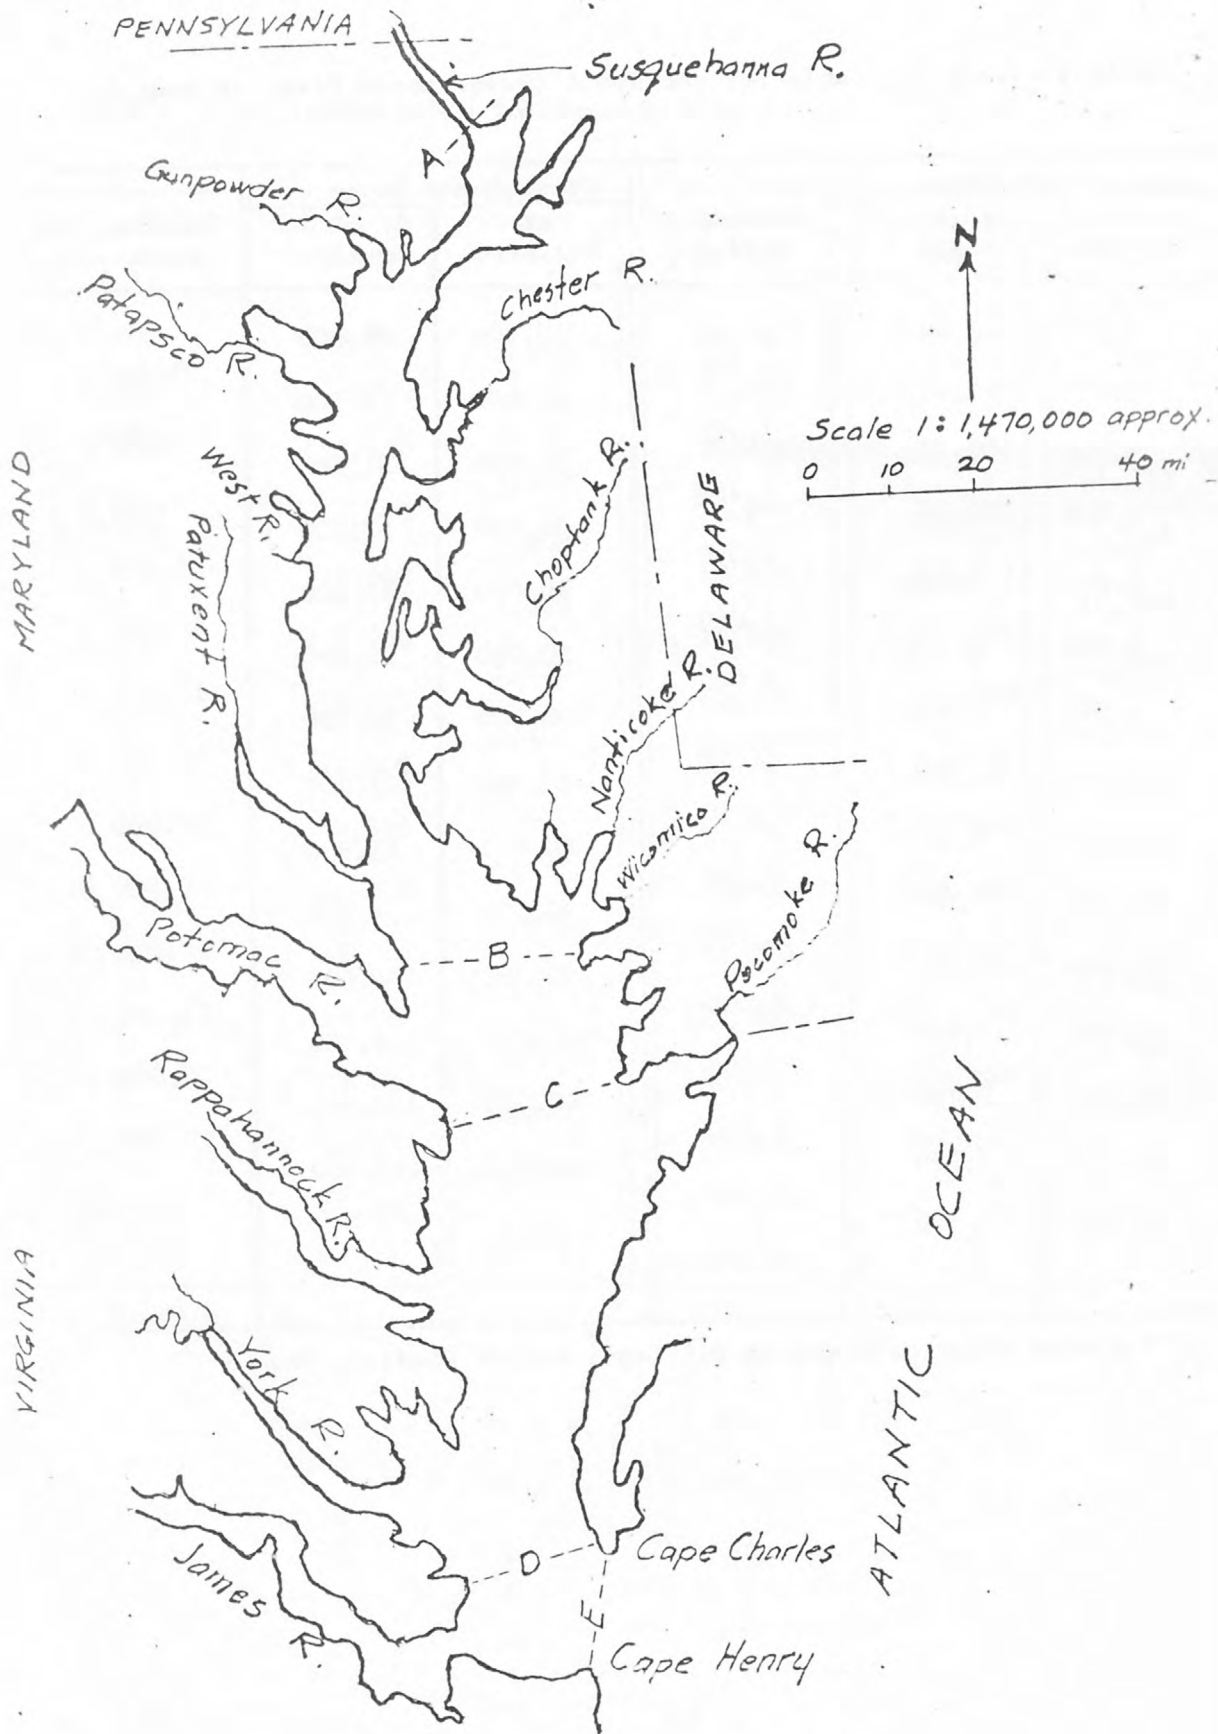 PENNSYLVANIA
Susquehanna R.
A
Gunpowder R.
N
Chester R.
Patapsco R.
Scale 1:1,470,000 approx.
0 10 20 40 mi
MARYLAND
West R.
Choptank R.
DELAWARE
Patuxent R.
Nanticoke R.
Wicomico R.
Pocomoke R.
Potomac R.
B
C
Rappahannock R.
OCEAN
VIRGINIA
York R.
ATLANTIC
D
Cape Charles
James R.
E
Cape Henry